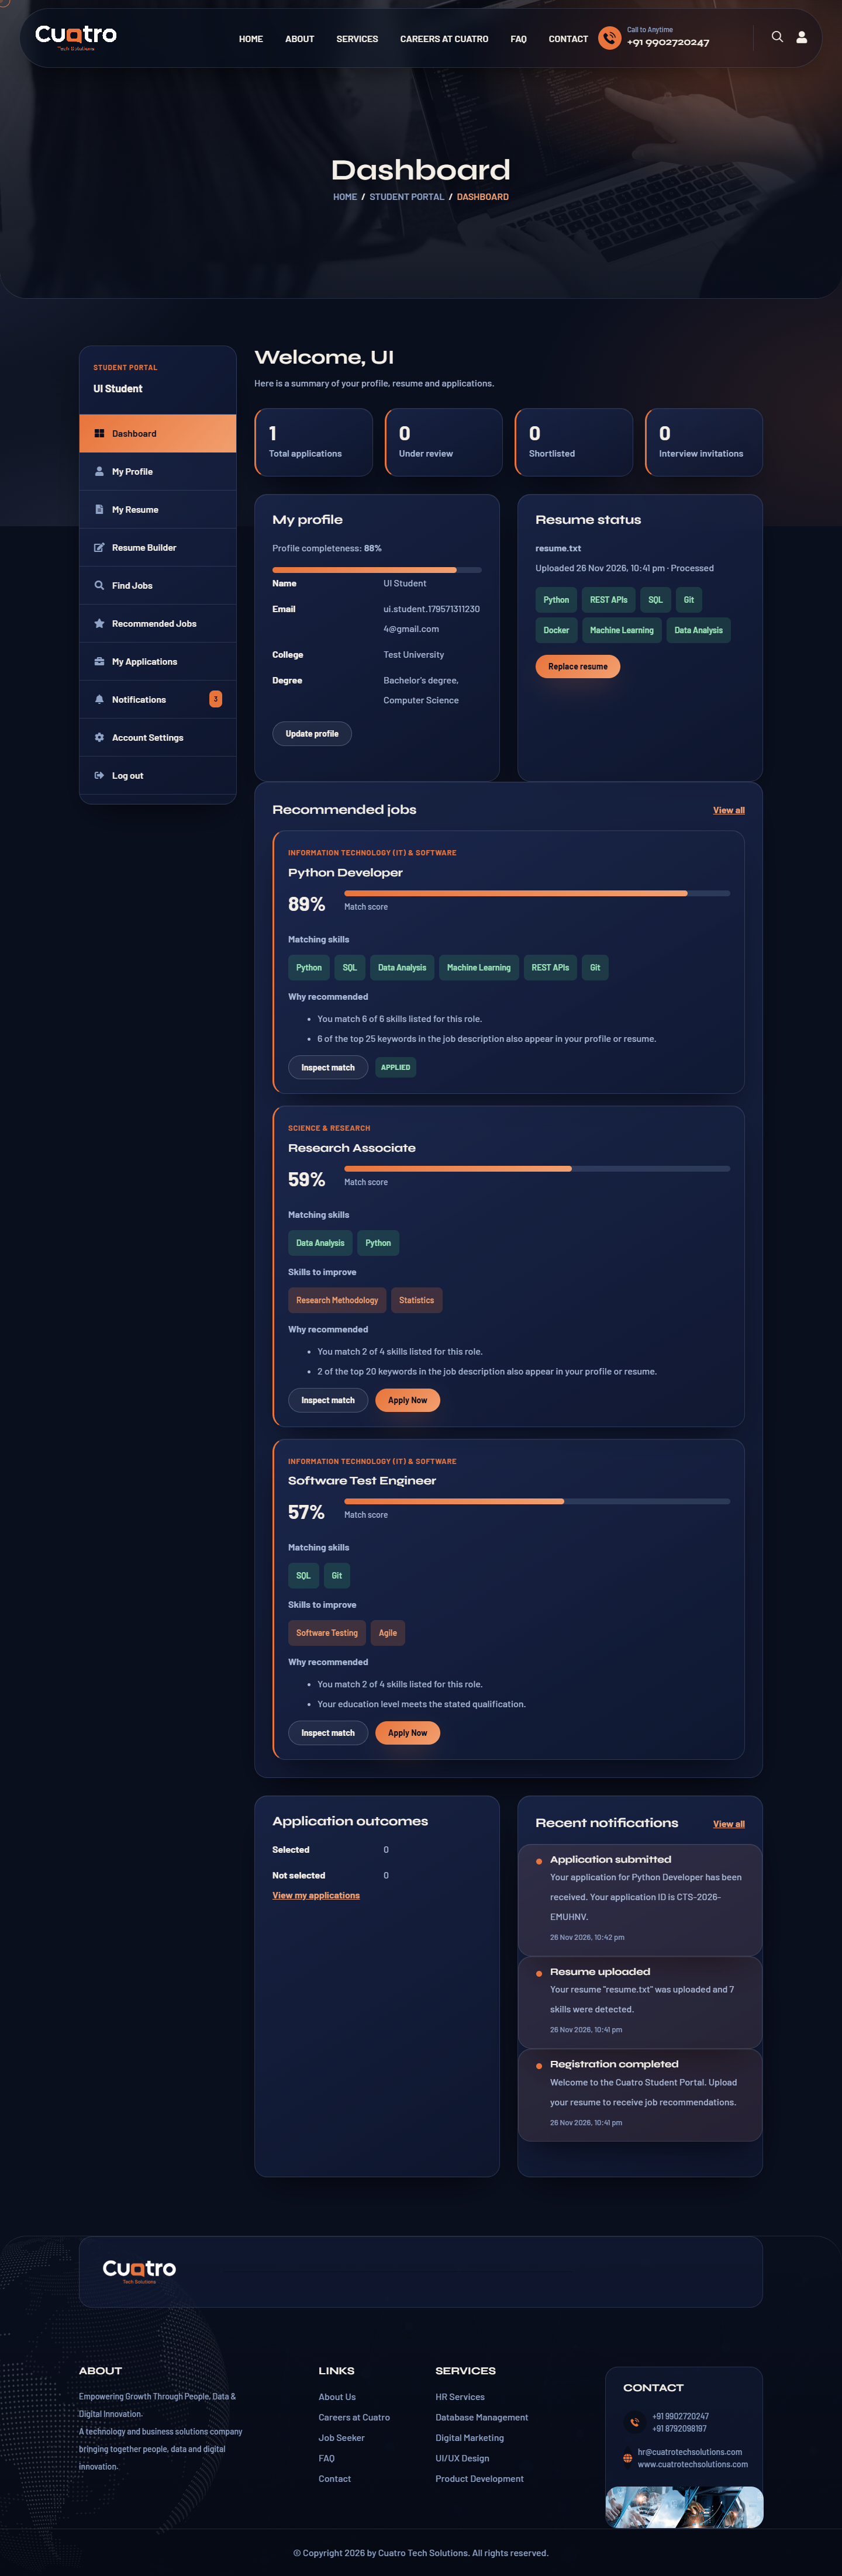 Cuatro
Tech Solutions
HOME ABOUT SERVICES CAREERS AT CUATRO FAQ CONTACT
Call to Anytime
+91 9902720247
Dashboard
HOME / STUDENT PORTAL / DASHBOARD
STUDENT PORTAL
UI Student
Dashboard
My Profile
My Resume
Resume Builder
Find Jobs
Recommended Jobs
My Applications
Notifications 3
Account Settings
Log out
Welcome, UI
Here is a summary of your profile, resume and applications.
1
Total applications
0
Under review
0
Shortlisted
0
Interview invitations
My profile
Profile completeness: 88%
Name UI Student
Email ui.student.179571311230
4@gmail.com
College Test University
Degree Bachelor's degree,
Computer Science
Update profile
Resume status
resume.txt
Uploaded 26 Nov 2026, 10:41 pm · Processed
Python REST APIs SQL Git
Docker Machine Learning Data Analysis
Replace resume
Recommended jobs View all
INFORMATION TECHNOLOGY (IT) & SOFTWARE
Python Developer
89%
Match score
Matching skills
Python SQL Data Analysis Machine Learning REST APIs Git
Why recommended
• You match 6 of 6 skills listed for this role.
• 6 of the top 25 keywords in the job description also appear in your profile or resume.
Inspect match APPLIED
SCIENCE & RESEARCH
Research Associate
59%
Match score
Matching skills
Data Analysis Python
Skills to improve
Research Methodology Statistics
Why recommended
• You match 2 of 4 skills listed for this role.
• 2 of the top 20 keywords in the job description also appear in your profile or resume.
Inspect match Apply Now
INFORMATION TECHNOLOGY (IT) & SOFTWARE
Software Test Engineer
57%
Match score
Matching skills
SQL Git
Skills to improve
Software Testing Agile
Why recommended
• You match 2 of 4 skills listed for this role.
• Your education level meets the stated qualification.
Inspect match Apply Now
Application outcomes
Selected 0
Not selected 0
View my applications
Recent notifications View all
Application submitted
Your application for Python Developer has been
received. Your application ID is CTS-2026-
EMUHNV.
26 Nov 2026, 10:42 pm
Resume uploaded
Your resume "resume.txt" was uploaded and 7
skills were detected.
26 Nov 2026, 10:41 pm
Registration completed
Welcome to the Cuatro Student Portal. Upload
your resume to receive job recommendations.
26 Nov 2026, 10:41 pm
Cuatro
Tech Solutions
ABOUT
Empowering Growth Through People, Data &
Digital Innovation.
A technology and business solutions company
bringing together people, data and digital
innovation.
LINKS
About Us
Careers at Cuatro
Job Seeker
FAQ
Contact
SERVICES
HR Services
Database Management
Digital Marketing
UI/UX Design
Product Development
CONTACT
+91 9902720247
+91 8792098197
hr@cuatrotechsolutions.com
www.cuatrotechsolutions.com
© Copyright 2026 by Cuatro Tech Solutions. All rights reserved.